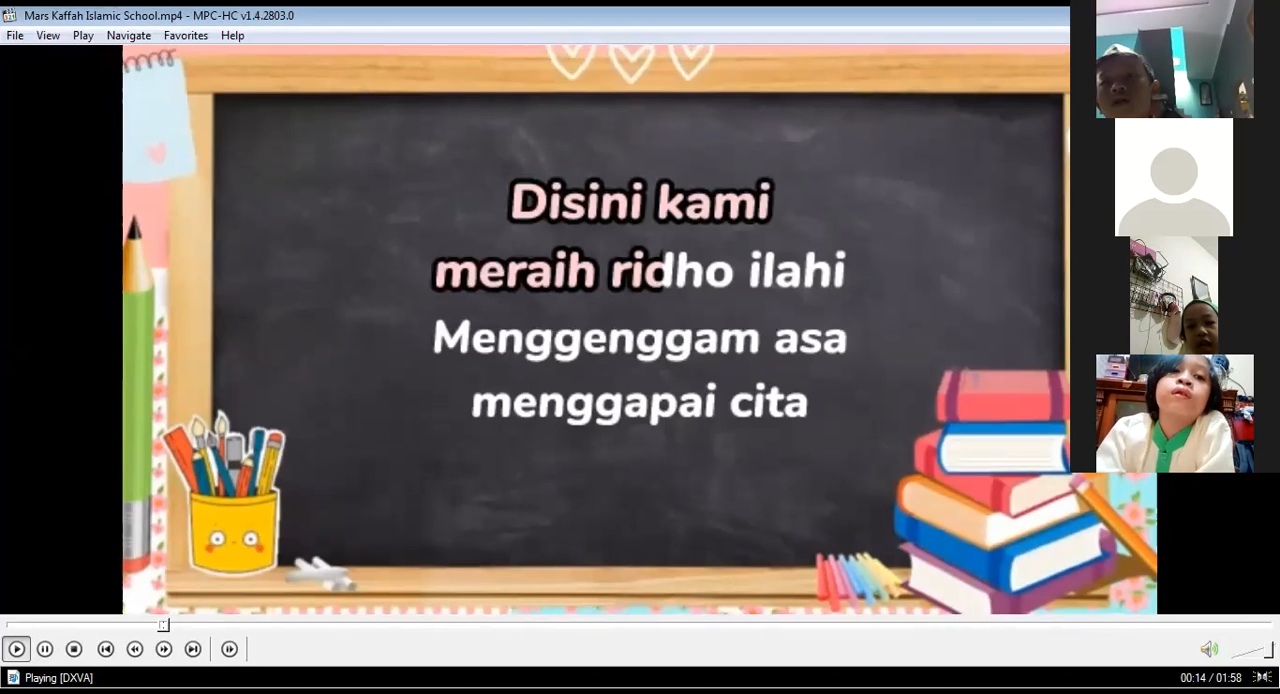 Mars Kaffah Islamic School.mp4 - MPC-HC v1.4.2803.0
File View Play Navigate Favorites Help
Disini kami
meraih ridho ilahi
Menggenggam asa
menggapai cita
Playing [DXVA]
00:14 / 01:58